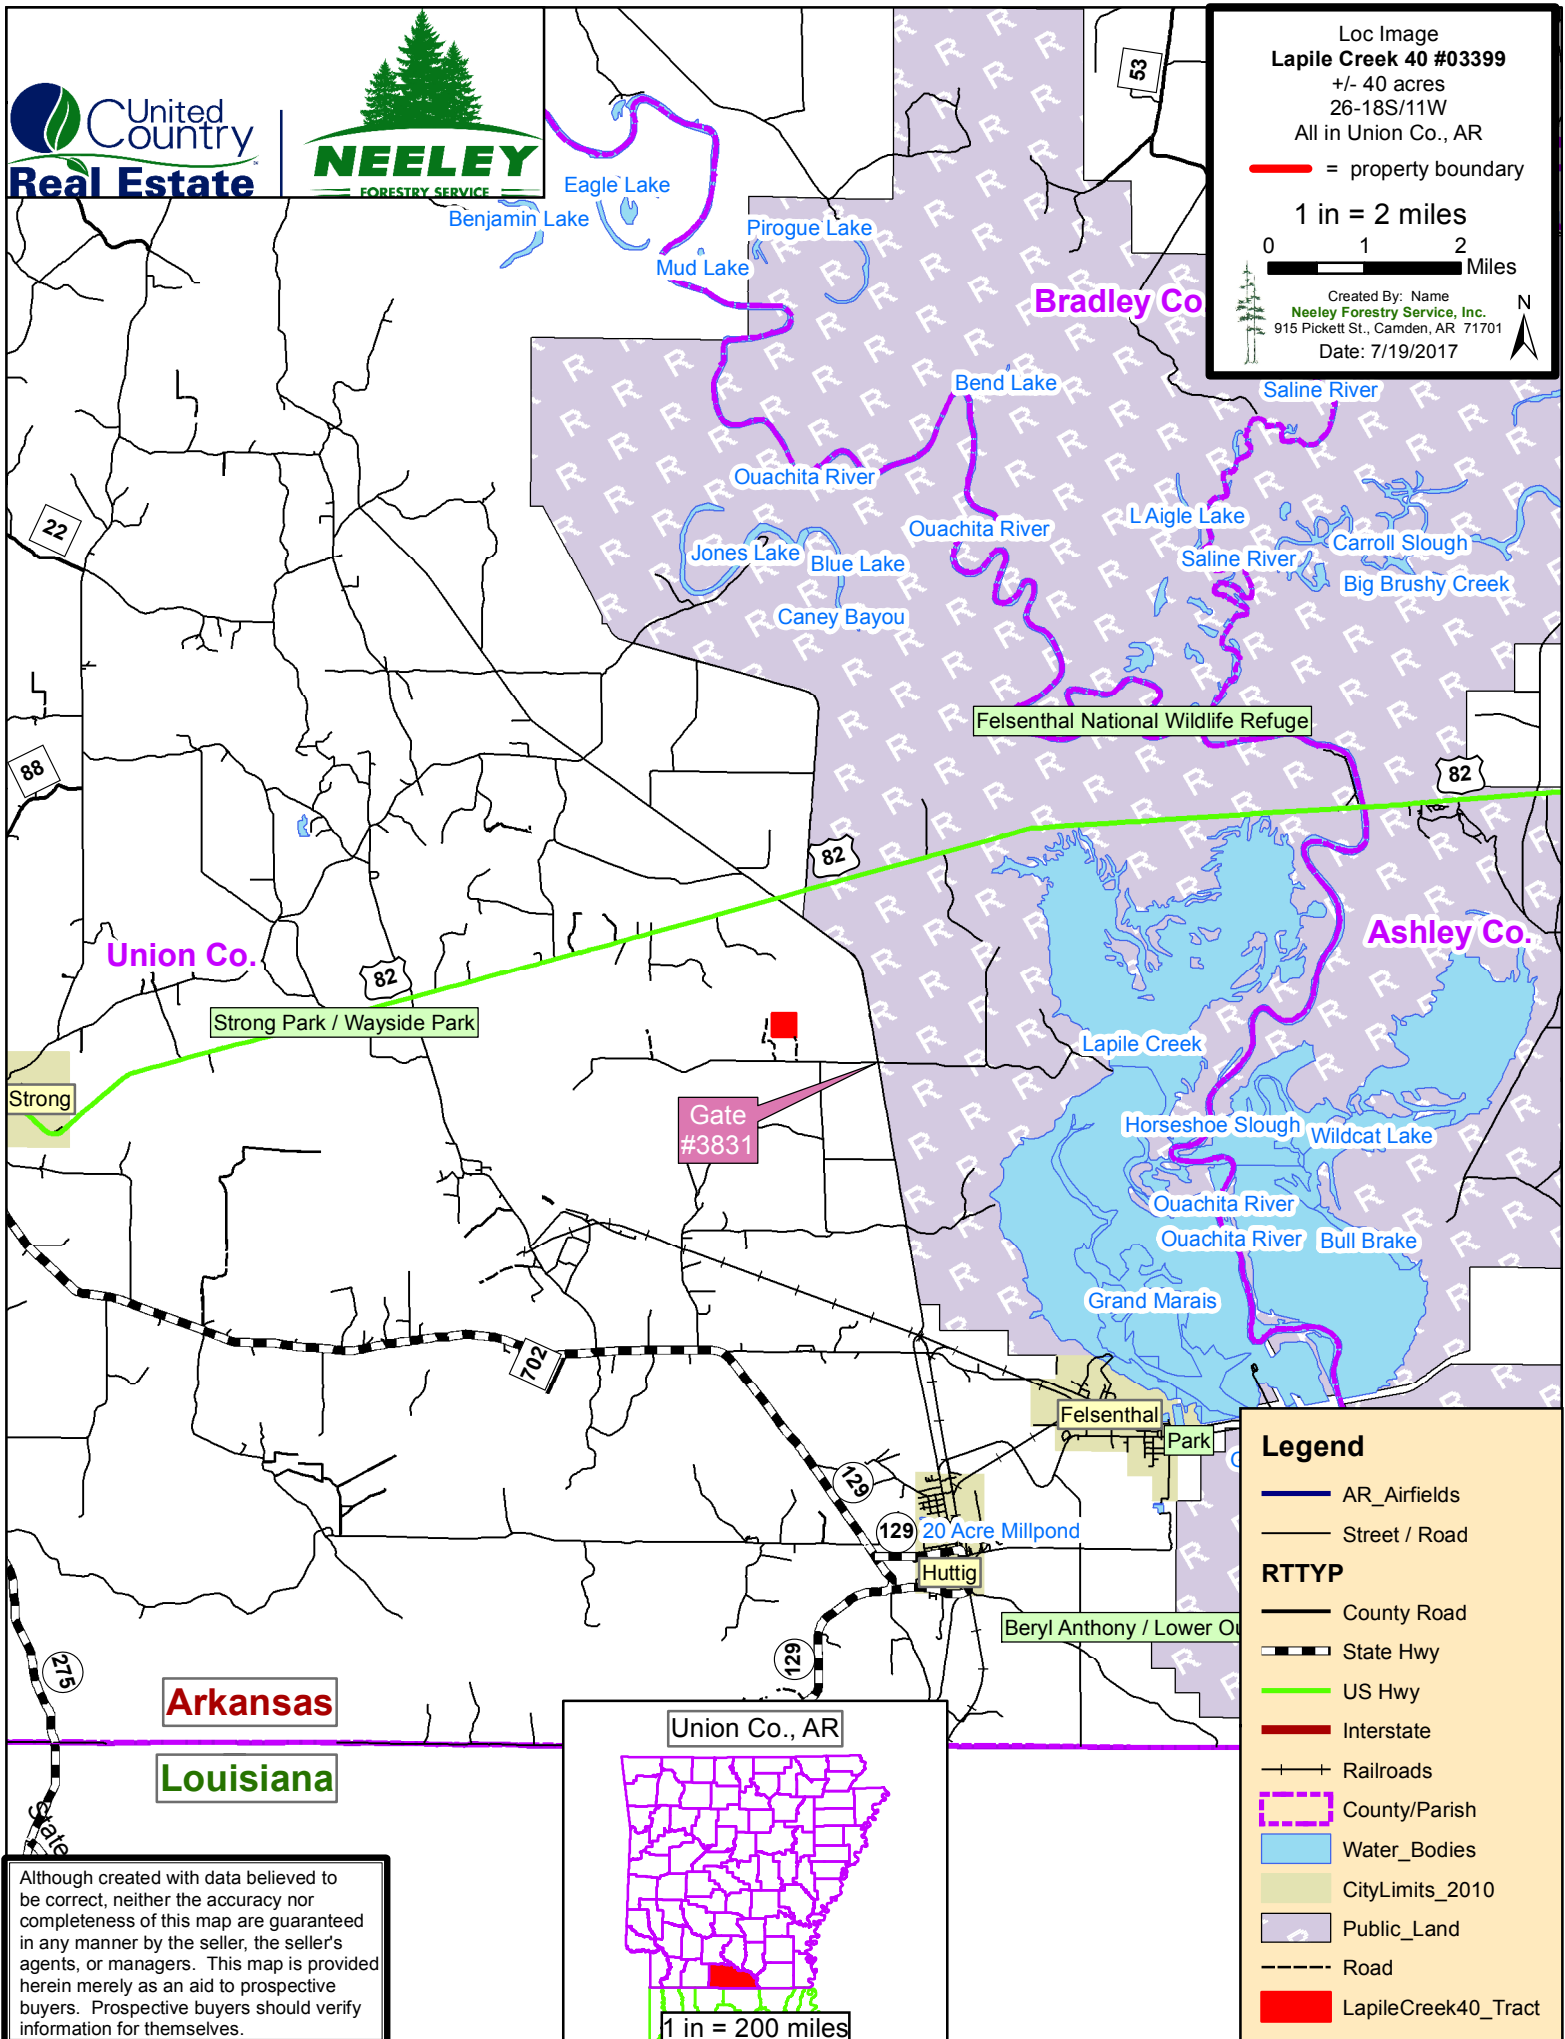 United
Country
Real Estate
NEELEY
FORESTRY SERVICE
Loc Image
Lapile Creek 40 #03399
+/- 40 acres
26-18S/11W
All in Union Co., AR
= property boundary
1 in = 2 miles
0 1 2
Miles
Created By: Name
Neeley Forestry Service, Inc.
915 Pickett St., Camden, AR 71701
Date: 7/19/2017
N
53
Eagle Lake
Benjamin Lake
Pirogue Lake
Mud Lake
Bradley Co
Bend Lake
Saline River
Ouachita River
22
Ouachita River
L Aigle Lake
Jones Lake
Blue Lake
Carroll Slough
Saline River
Big Brushy Creek
Caney Bayou
Felsenthal National Wildlife Refuge
88
82
82
Union Co.
Ashley Co.
82
Strong Park / Wayside Park
Lapile Creek
Strong
Gate
#3831
Horseshoe Slough
Wildcat Lake
Ouachita River
Ouachita River
Bull Brake
Grand Marais
702
Felsenthal
Park
129
129
20 Acre Millpond
Huttig
Beryl Anthony / Lower Ou
129
275
Arkansas
Louisiana
State
Union Co., AR
1 in = 200 miles
Legend
AR_Airfields
Street / Road
RTTYP
County Road
State Hwy
US Hwy
Interstate
Railroads
County/Parish
Water_Bodies
CityLimits_2010
Public_Land
Road
LapileCreek40_Tract
Although created with data believed to
be correct, neither the accuracy nor
completeness of this map are guaranteed
in any manner by the seller, the seller's
agents, or managers. This map is provided
herein merely as an aid to prospective
buyers. Prospective buyers should verify
information for themselves.